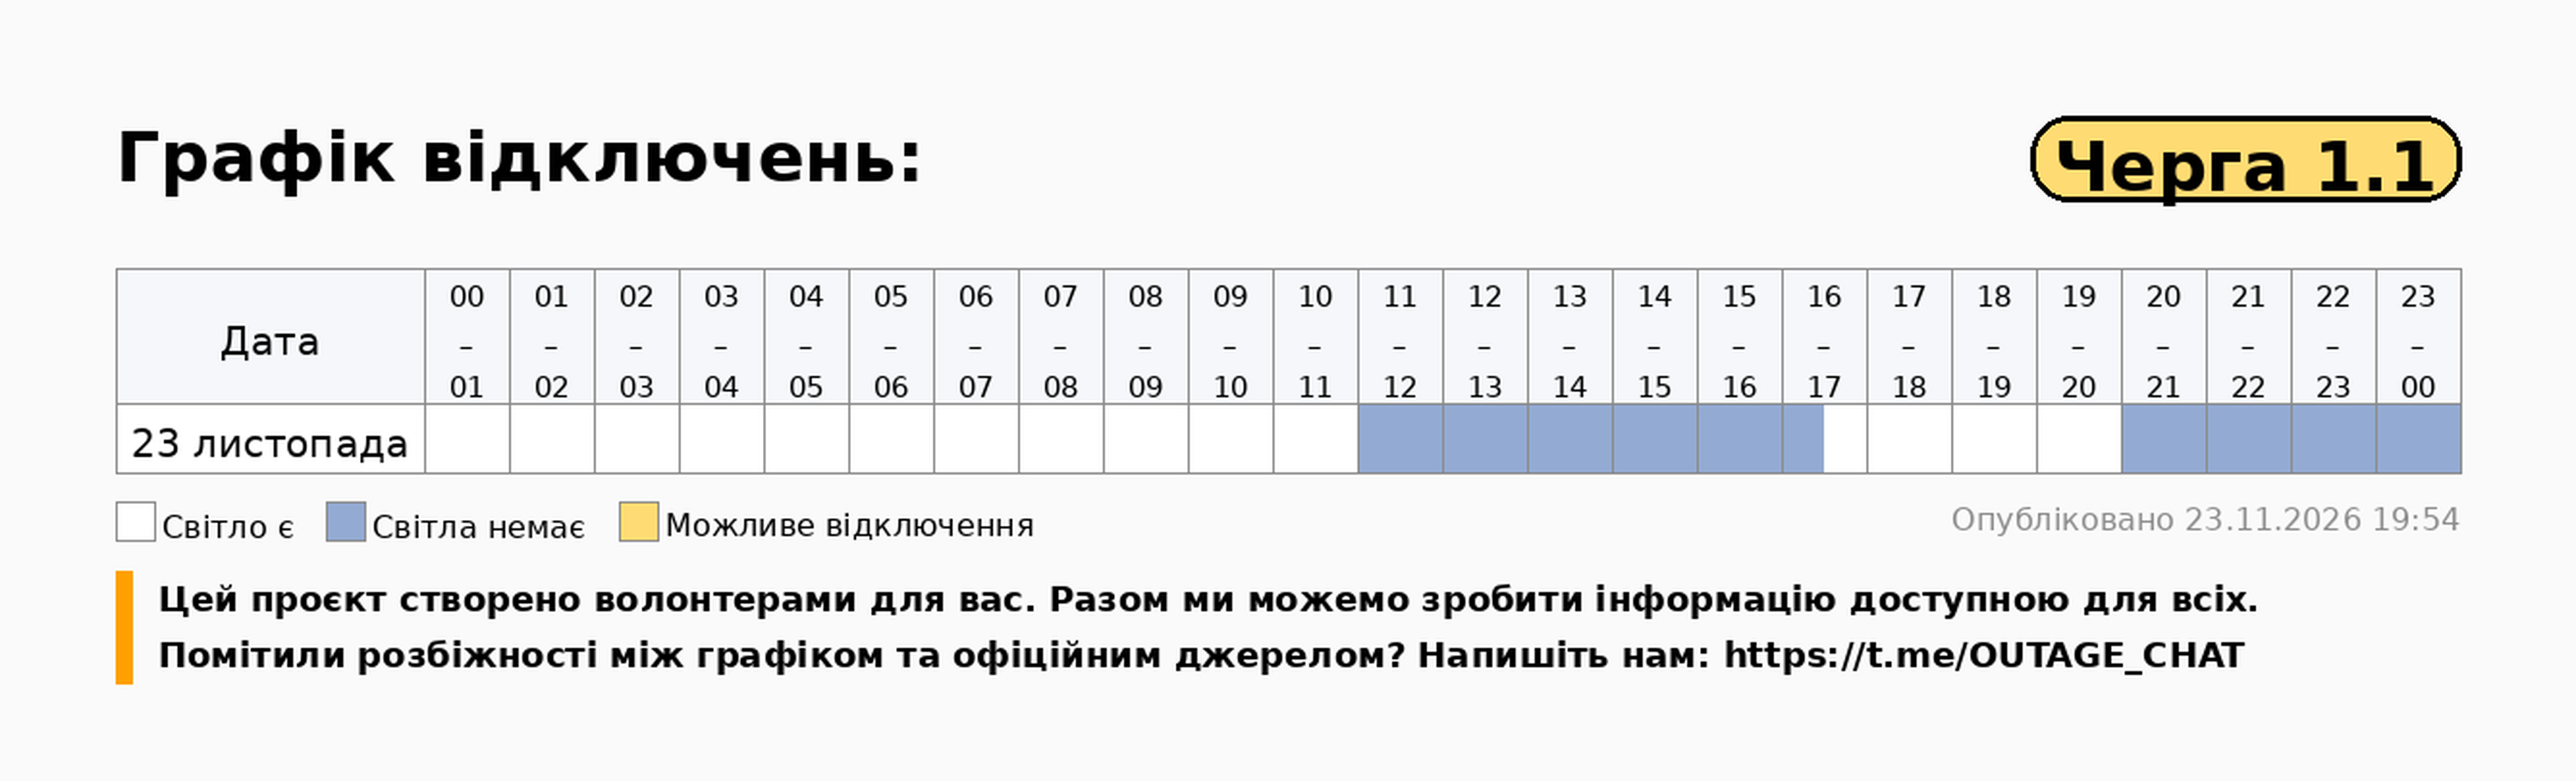 Графік відключень:
Черга 1.1
Дата
00 – 01
01 – 02
02 – 03
03 – 04
04 – 05
05 – 06
06 – 07
07 – 08
08 – 09
09 – 10
10 – 11
11 – 12
12 – 13
13 – 14
14 – 15
15 – 16
16 – 17
17 – 18
18 – 19
19 – 20
20 – 21
21 – 22
22 – 23
23 – 00
23 листопада
Світло є
Світла немає
Можливе відключення
Опубліковано 23.11.2026 19:54
Цей проєкт створено волонтерами для вас. Разом ми можемо зробити інформацію доступною для всіх.
Помітили розбіжності між графіком та офіційним джерелом? Напишіть нам: https://t.me/OUTAGE_CHAT